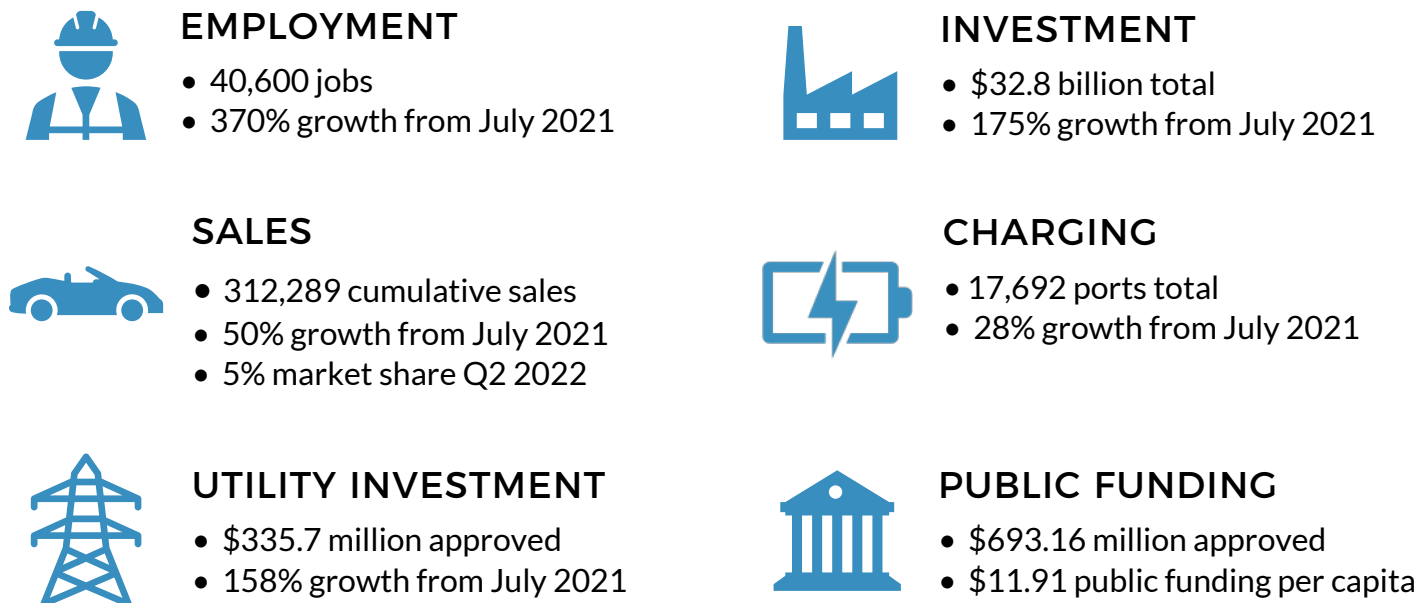 EMPLOYMENT
• 40,600 jobs
• 370% growth from July 2021
INVESTMENT
• $32.8 billion total
• 175% growth from July 2021
SALES
• 312,289 cumulative sales
• 50% growth from July 2021
• 5% market share Q2 2022
CHARGING
• 17,692 ports total
• 28% growth from July 2021
UTILITY INVESTMENT
• $335.7 million approved
• 158% growth from July 2021
PUBLIC FUNDING
• $693.16 million approved
• $11.91 public funding per capita